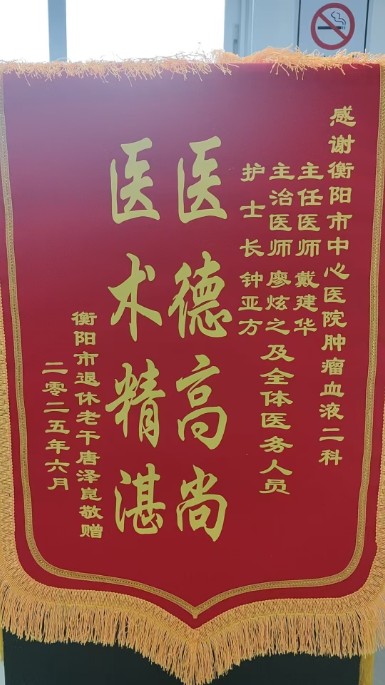 感谢衡阳市中心医院肿瘤血液二科
主任医师戴建华
主治医师廖炫之及全体医务人员
护士长钟亚方
医德高尚
医术精湛
衡阳市退休老干唐泽崑敬赠
二零二五年六月